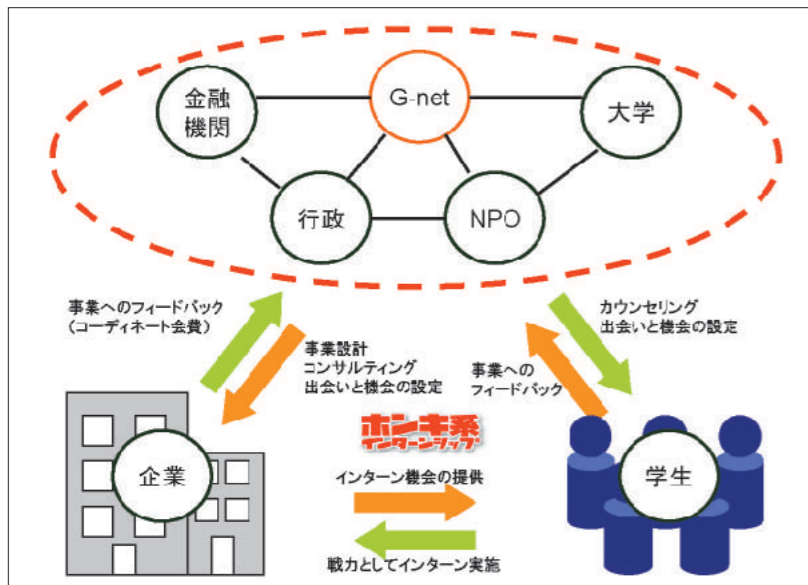 金融
機関
G-net
大学
行政
NPO
事業へのフィードバック
(コーディネート会費)
事業設計
コンサルティング
出会いと機会の設定
カウンセリング
出会いと機会の設定
事業への
フィードバック
ホンキ系
インターンシップ
企業
インターン機会の提供
学生
戦力としてインターン実施